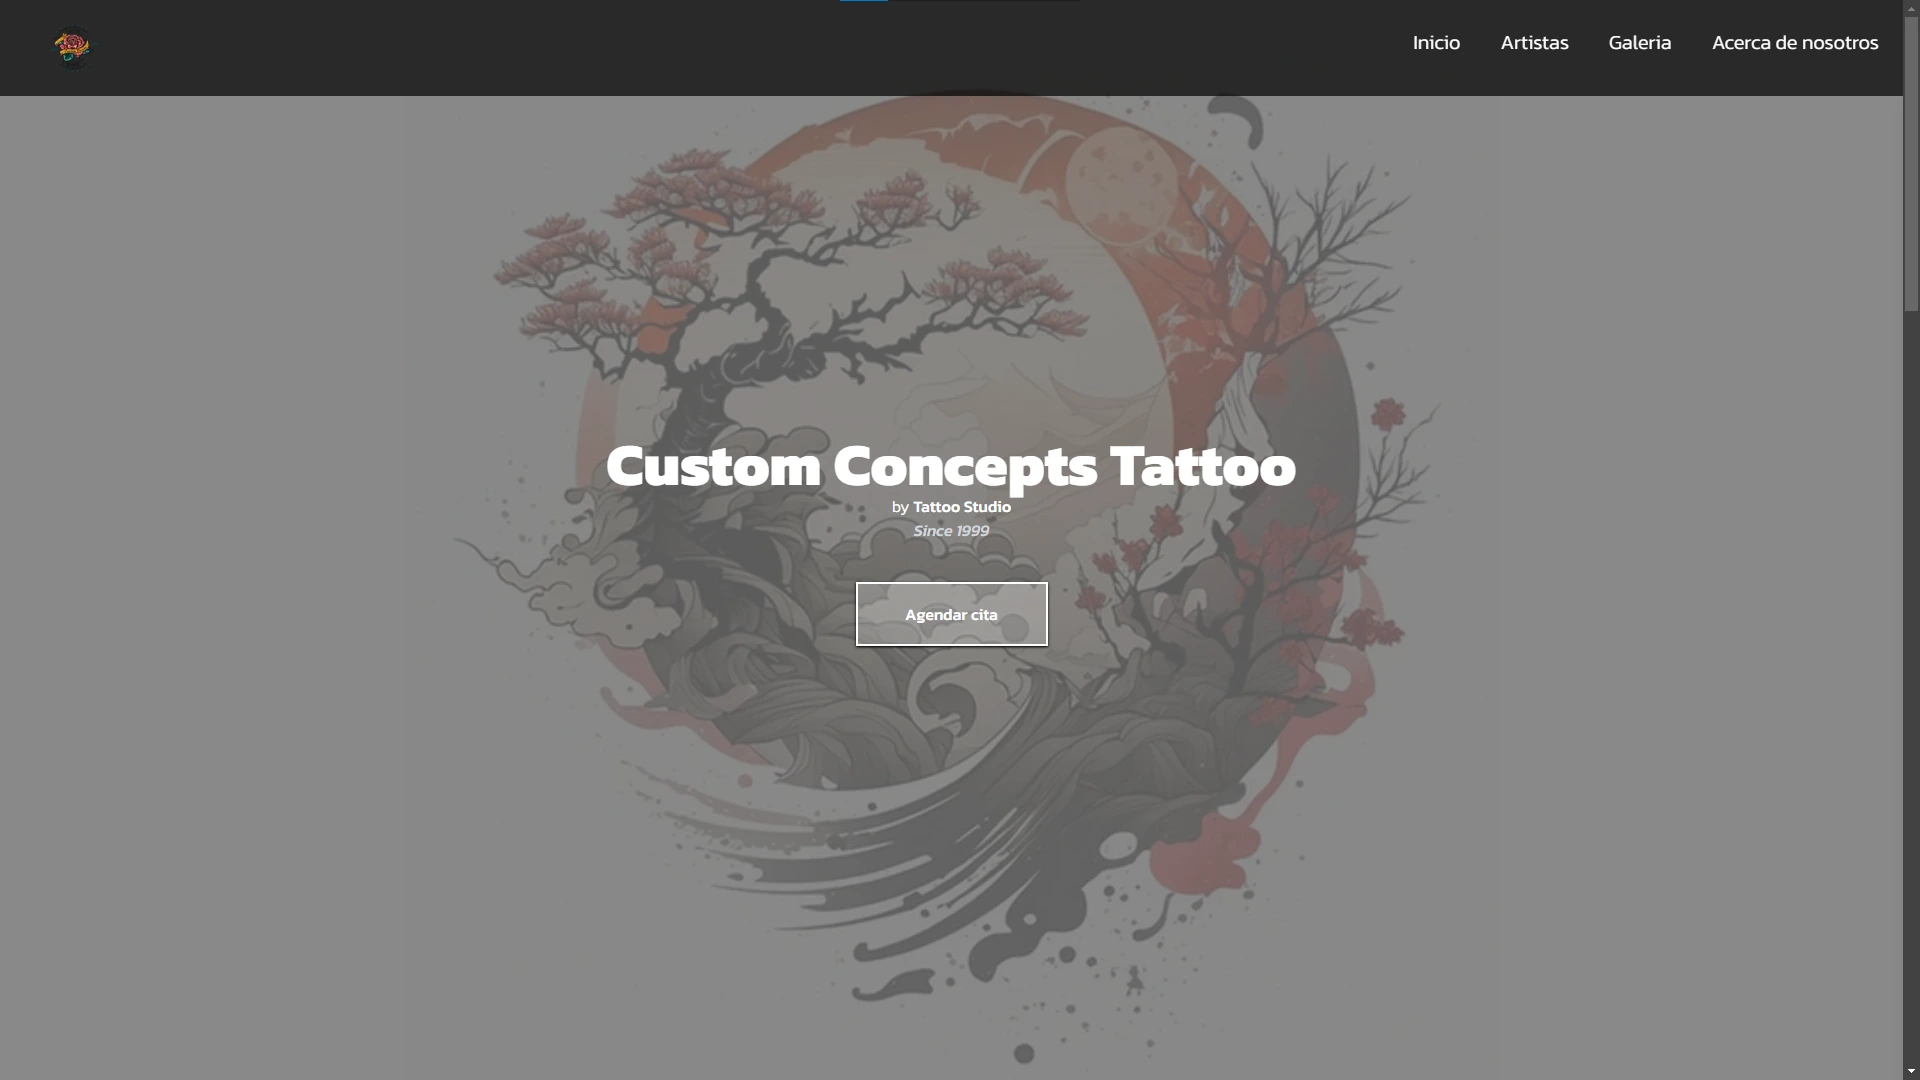 Inicio Artistas Galeria Acerca de nosotros
Custom Concepts Tattoo
by Tattoo Studio
Since 1999
Agendar cita